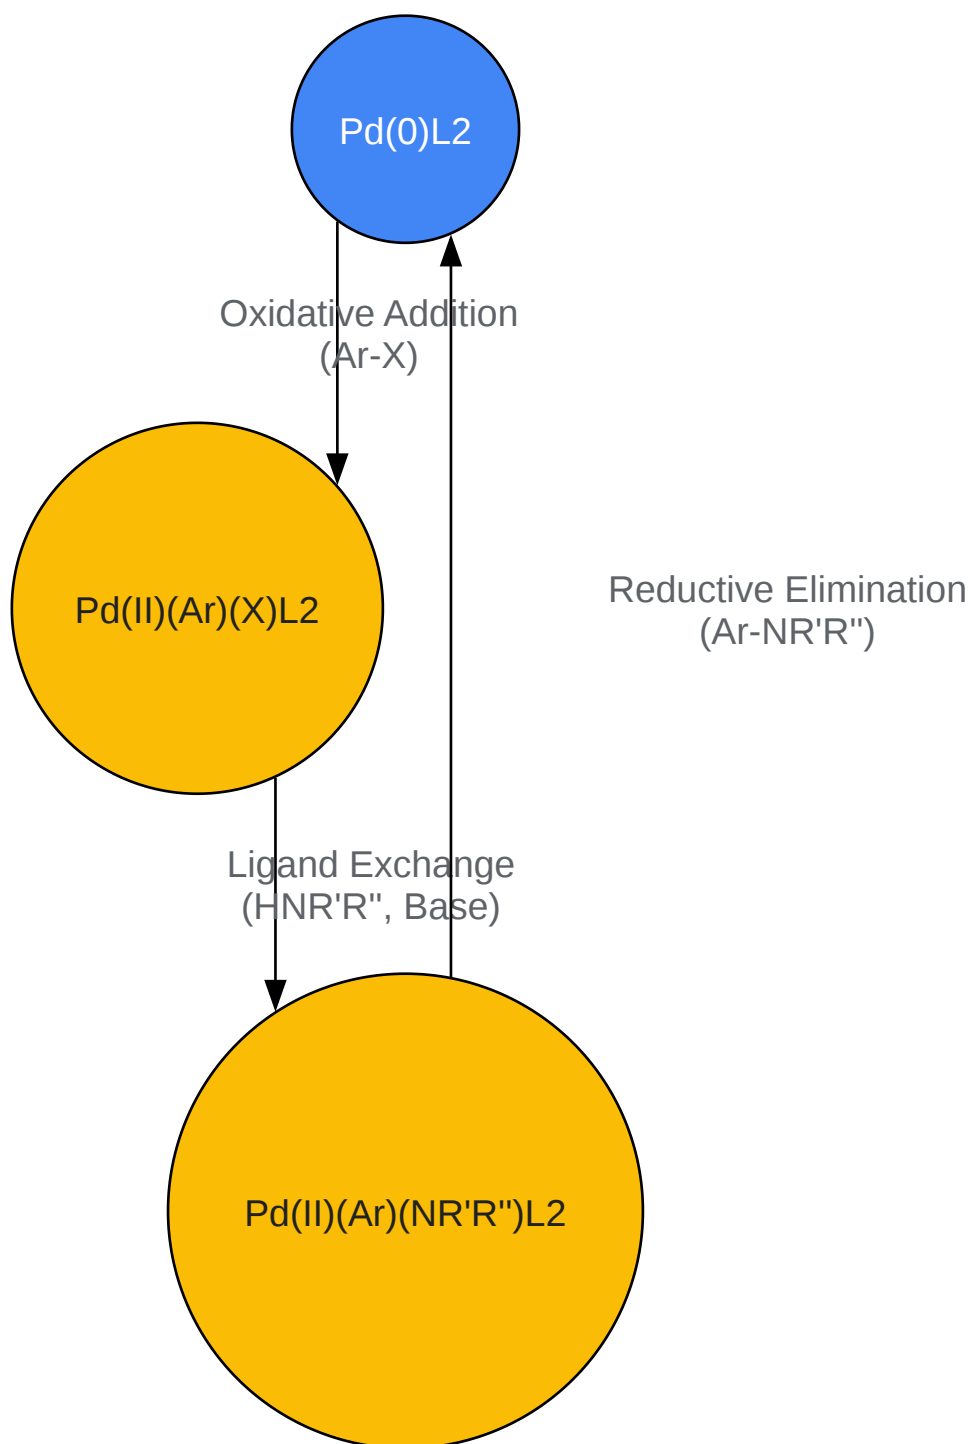 Pd(0)L2
Oxidative Addition
(Ar-X)
Pd(II)(Ar)(X)L2
Reductive Elimination
(Ar-NR'R'')
Ligand Exchange
(HNR'R'', Base)
Pd(II)(Ar)(NR'R'')L2